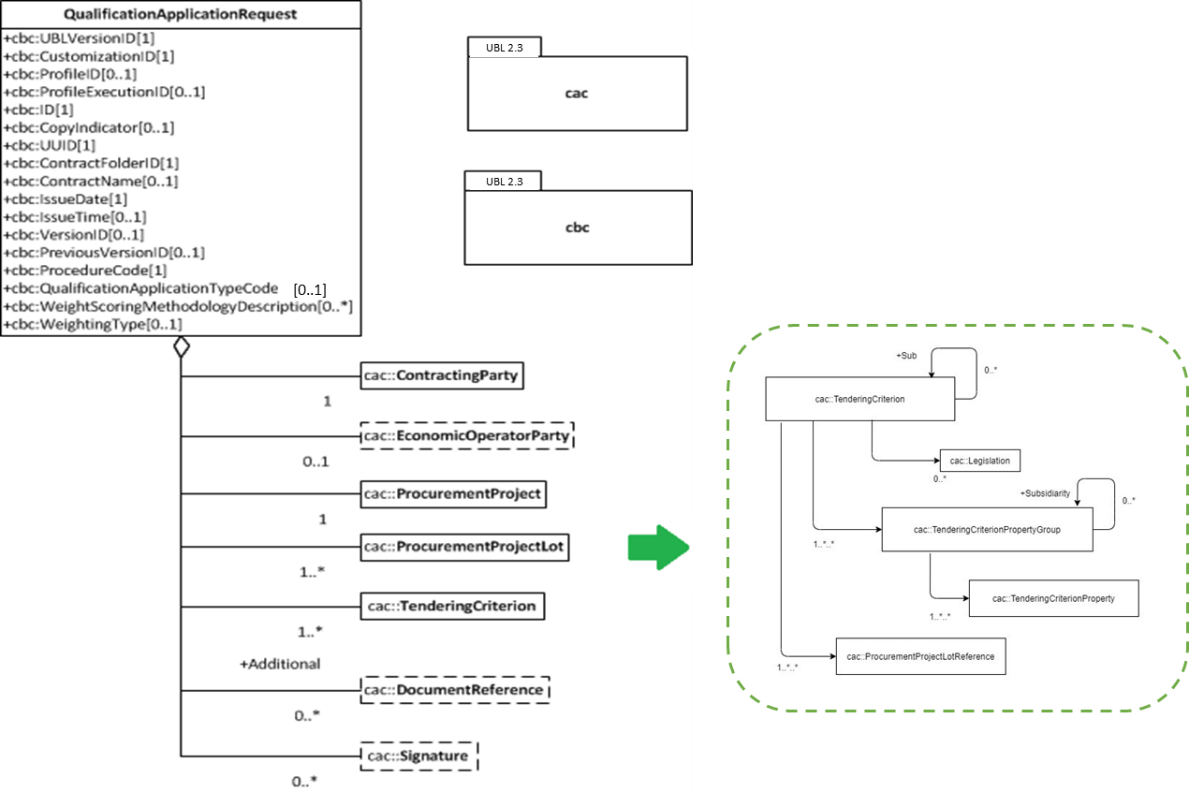 QualificationApplicationRequest
+cbc:UBLVersionID[1]
+cbc:CustomizationID[1]
+cbc:ProfileID[0..1]
+cbc:ProfileExecutionID[0..1]
+cbc:ID[1]
+cbc:CopyIndicator[0..1]
+cbc:UUID[1]
+cbc:ContractFolderID[1]
+cbc:ContractName[0..1]
+cbc:IssueDate[1]
+cbc:IssueTime[0..1]
+cbc:VersionID[0..1]
+cbc:PreviousVersionID[0..1]
+cbc:ProcedureCode[1]
+cbc:QualificationApplicationTypeCode [0..1]
+cbc:WeightScoringMethodologyDescription[0..*]
+cbc:WeightingType[0..1]
cac::ContractingParty
1
cac::EconomicOperatorParty
0..1
cac::ProcurementProject
1
cac::ProcurementProjectLot
1..*
cac::TenderingCriterion
1..*
+Additional
cac::DocumentReference
0..*
cac::Signature
0..*
UBL 2.3
cac
UBL 2.3
cbc
+Sub
0..*
cac::TenderingCriterion
cac::Legislation
0..*
+Subsidiarity
0..*
cac::TenderingCriterionPropertyGroup
1..*..*
cac::TenderingCriterionProperty
1..*..*
cac::ProcurementProjectLotReference
1..*..*